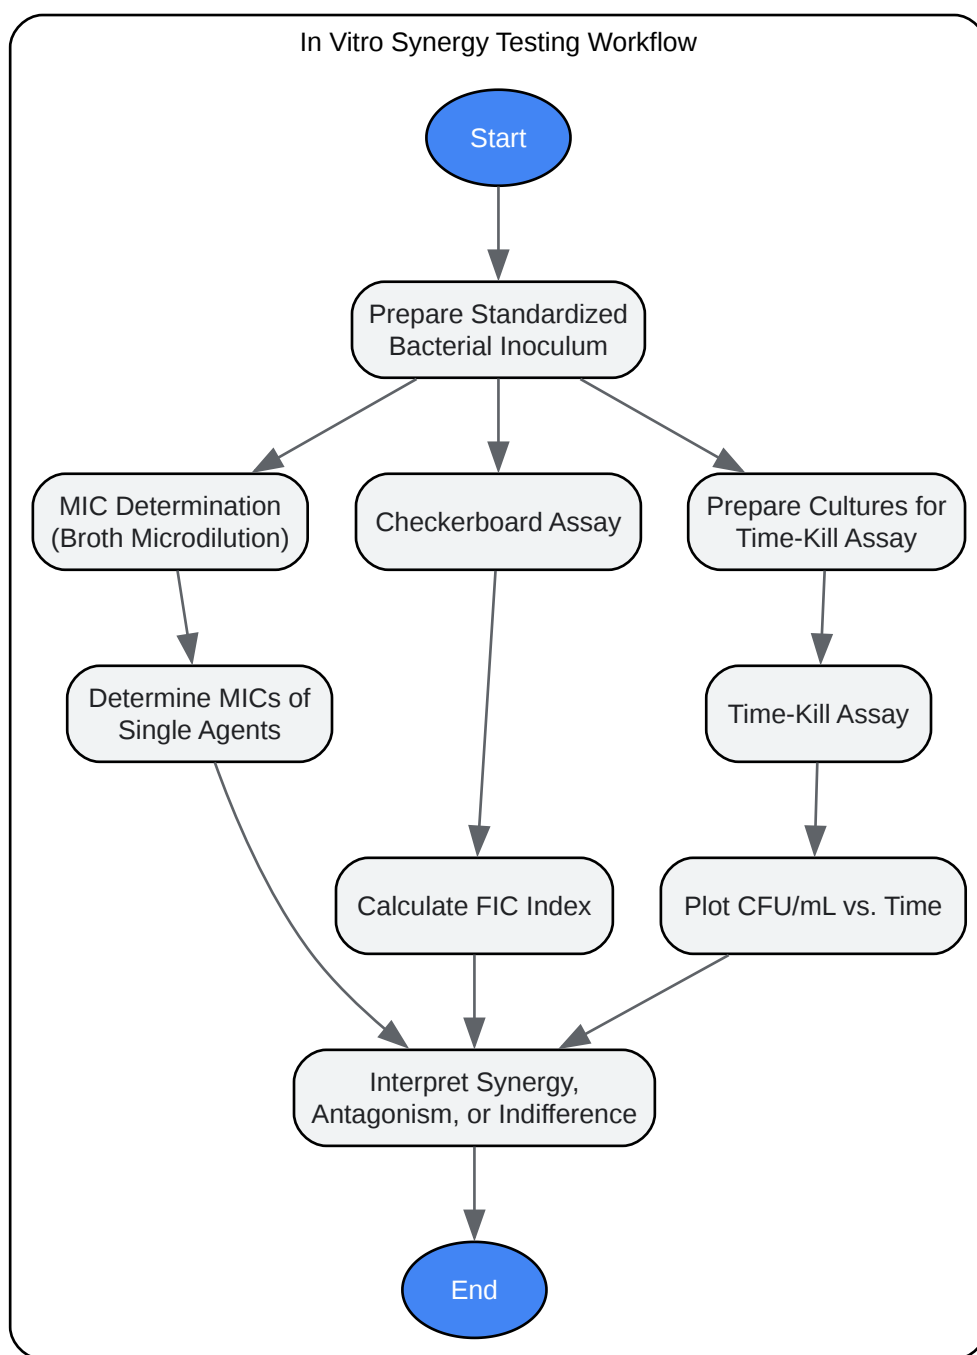 In Vitro Synergy Testing Workflow
Start
Prepare Standardized
Bacterial Inoculum
MIC Determination
(Broth Microdilution)
Checkerboard Assay
Prepare Cultures for
Time-Kill Assay
Determine MICs of
Single Agents
Time-Kill Assay
Calculate FIC Index
Plot CFU/mL vs. Time
Interpret Synergy,
Antagonism, or Indifference
End